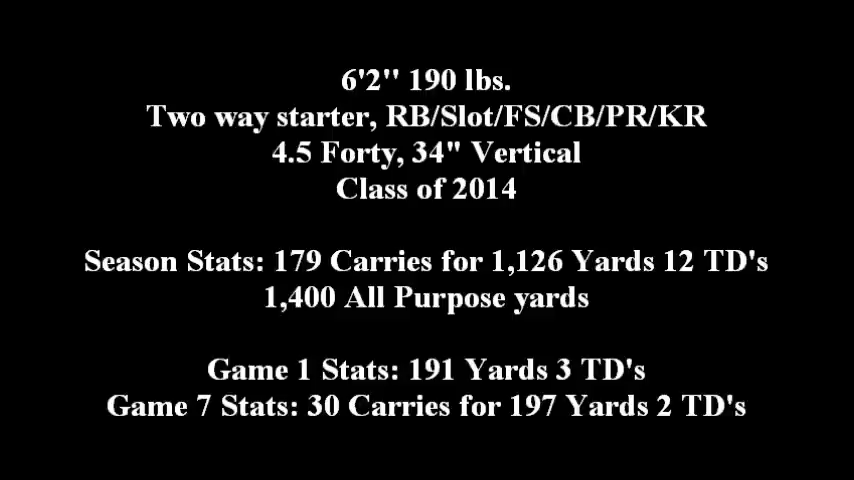 6'2'' 190 lbs.
Two way starter, RB/Slot/FS/CB/PR/KR
4.5 Forty, 34" Vertical
Class of 2014
Season Stats: 179 Carries for 1,126 Yards 12 TD's
1,400 All Purpose yards
Game 1 Stats: 191 Yards 3 TD's
Game 7 Stats: 30 Carries for 197 Yards 2 TD's